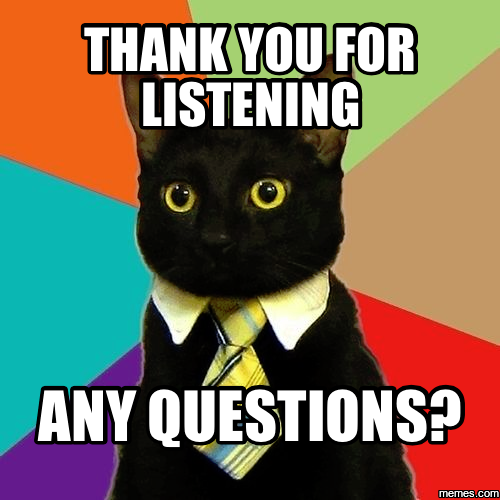 THANK YOU FOR
LISTENING
ANY QUESTIONS?
memes.com